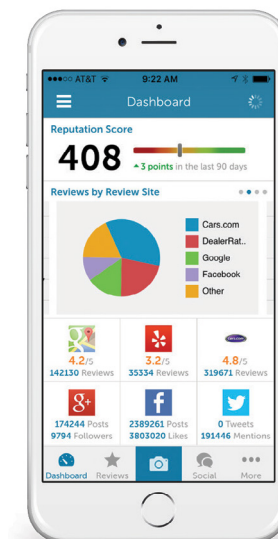 AT&T 9:22 AM
Dashboard
Reputation Score
408
3 points in the last 90 days
Reviews by Review Site
Cars.com
DealerRat..
Google
Facebook
Other
4.2/5 3.2/5 4.8/5
142130 Reviews 35334 Reviews 319671 Reviews
g+ f
174244 Posts 2389261 Posts 0 Tweets
9794 Followers 3803020 Likes 191446 Mentions
Dashboard Reviews Social More